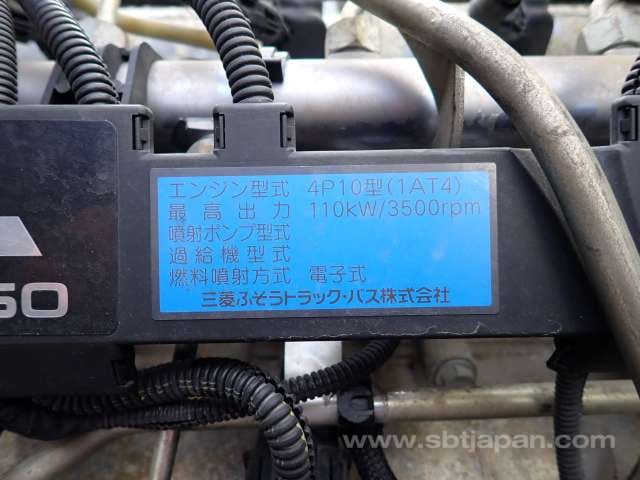 エンジン型式 4P10型(1AT4)
最高出力 110kW/3500rpm
噴射ポンプ型式
過給機型式
燃料噴射方式 電子式
三菱ふそうトラック・バス株式会社
50
www.sbtjapan.com